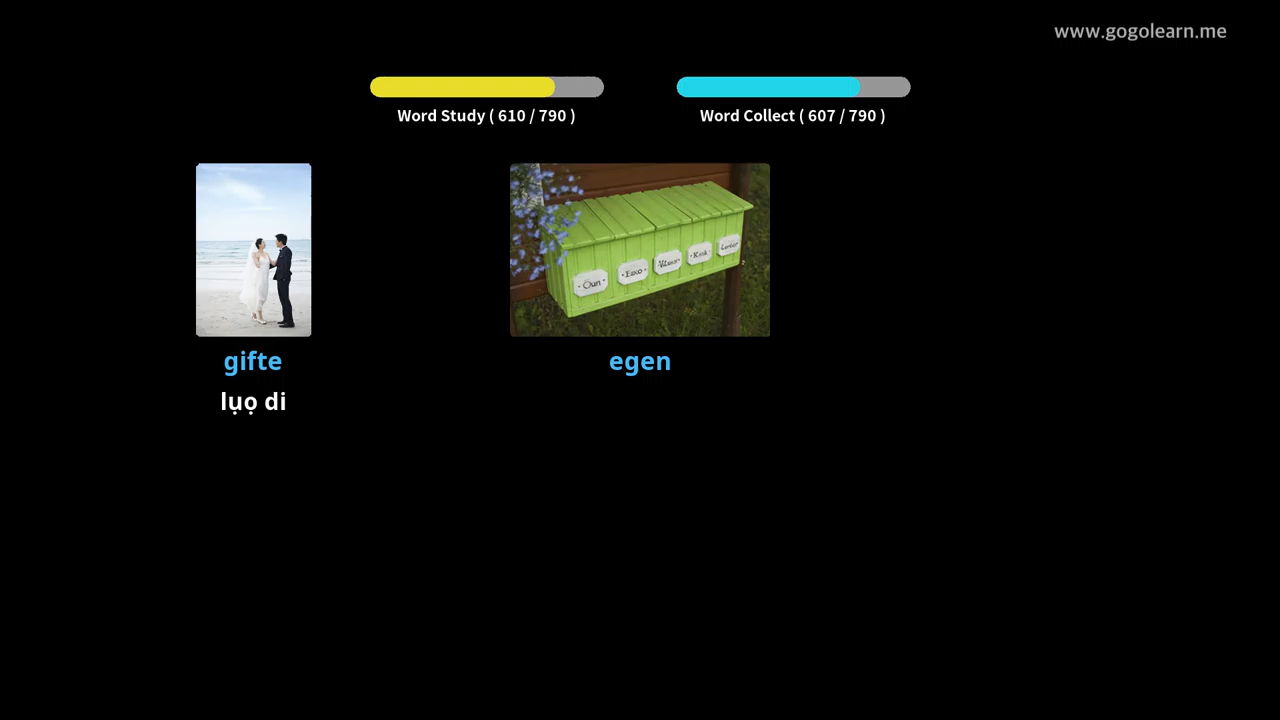 www.gogolearn.me
Word Study ( 610 / 790 )
Word Collect ( 607 / 790 )
gifte
lụọ di
egen